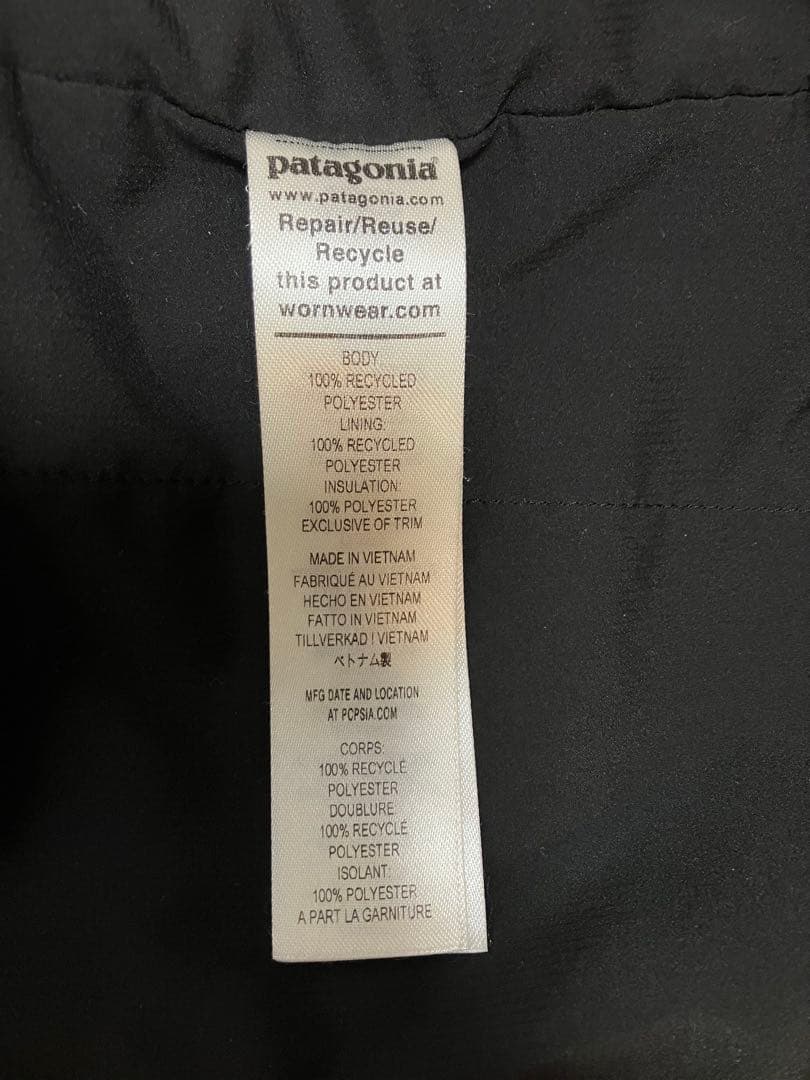 patagonia®
www.patagonia.com
Repair/Reuse/
Recycle
this product at
wornwear.com
BODY
100% RECYCLED
POLYESTER
LINING:
100% RECYCLED
POLYESTER
INSULATION:
100% POLYESTER
EXCLUSIVE OF TRIM
MADE IN VIETNAM
FABRIQUÉ AU VIETNAM
HECHO EN VIETNAM
FATTO IN VIETNAM
TILLVERKAD I VIETNAM
ベトナム製
MFG DATE AND LOCATION
AT PCPSIA.COM
CORPS:
100% RECYCLÉ
POLYESTER
DOUBLURE:
100% RECYCLÉ
POLYESTER
ISOLANT:
100% POLYESTER
A PART LA GARNITURE